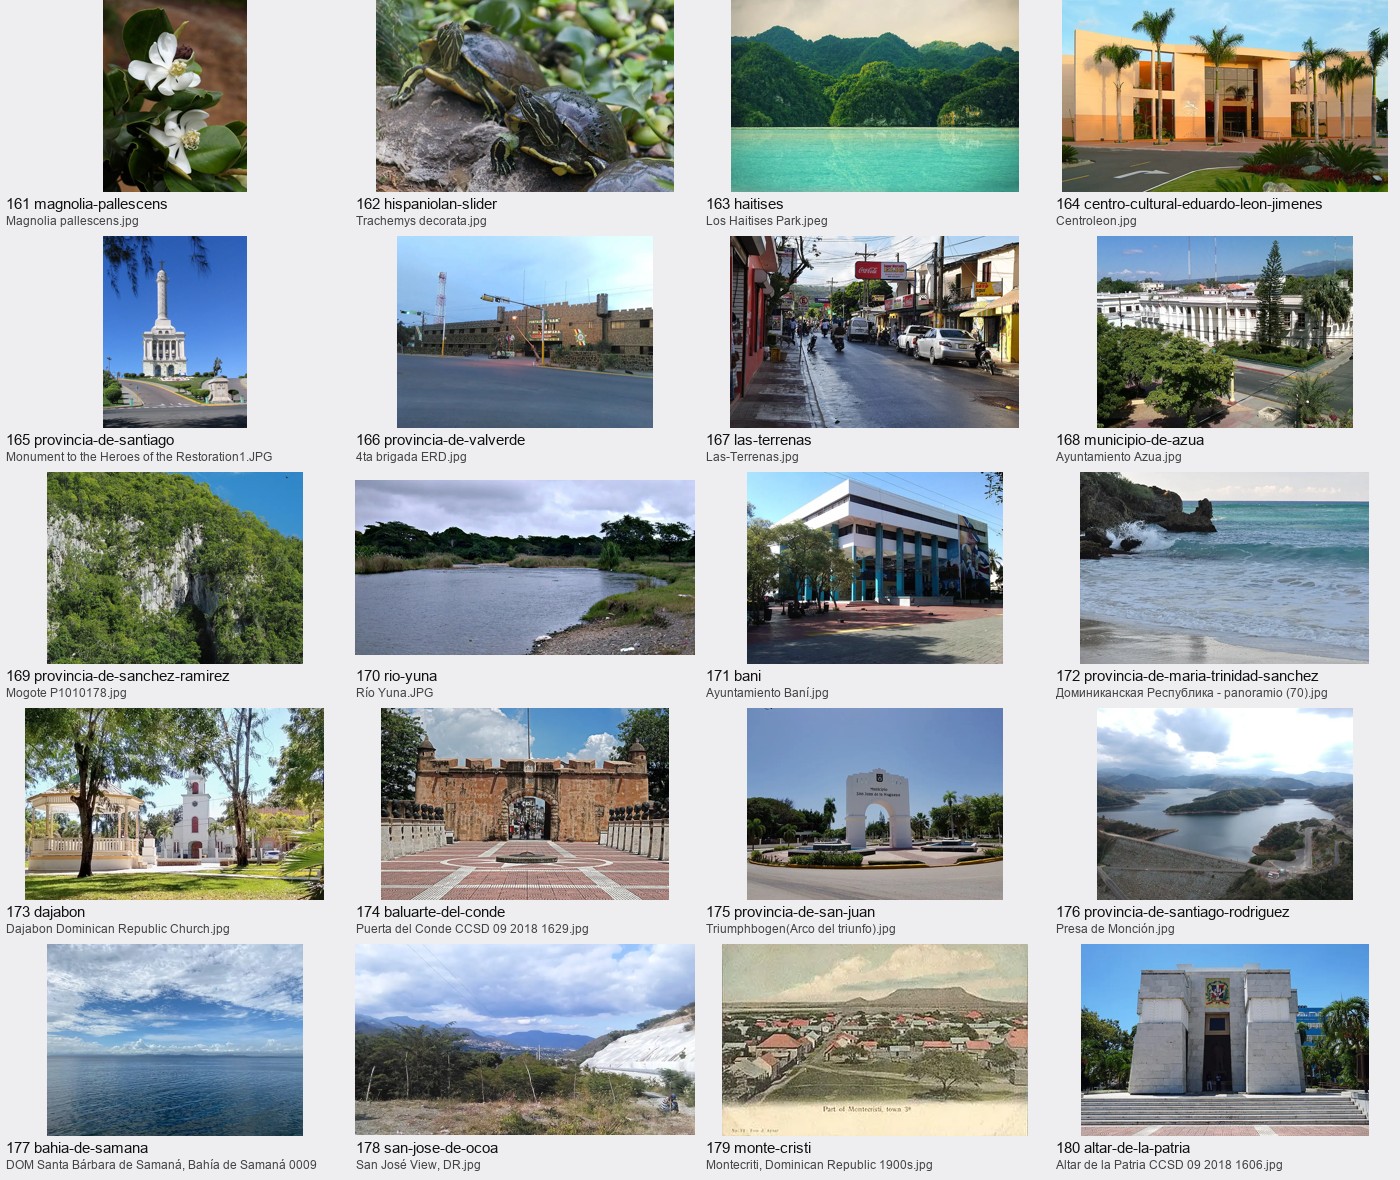 161 magnolia-pallescens
Magnolia pallescens.jpg
162 hispaniolan-slider
Trachemys decorata.jpg
163 haitises
Los Haitises Park.jpeg
164 centro-cultural-eduardo-leon-jimenes
Centroleon.jpg
Coca-Cola
165 provincia-de-santiago
Monument to the Heroes of the Restoration1.JPG
166 provincia-de-valverde
4ta brigada ERD.jpg
167 las-terrenas
Las-Terrenas.jpg
168 municipio-de-azua
Ayuntamiento Azua.jpg
169 provincia-de-sanchez-ramirez
Mogote P1010178.jpg
170 rio-yuna
Río Yuna.JPG
171 bani
Ayuntamiento Baní.jpg
172 provincia-de-maria-trinidad-sanchez
Доминиканская Республика - panoramio (70).jpg
173 dajabon
Dajabon Dominican Republic Church.jpg
174 baluarte-del-conde
Puerta del Conde CCSD 09 2018 1629.jpg
175 provincia-de-san-juan
Triumphbogen(Arco del triunfo).jpg
176 provincia-de-santiago-rodriguez
Presa de Monción.jpg
Part of Montecristi, town
177 bahia-de-samana
DOM Santa Bárbara de Samaná, Bahía de Samaná 0009
178 san-jose-de-ocoa
San José View, DR.jpg
179 monte-cristi
Montecriti, Dominican Republic 1900s.jpg
180 altar-de-la-patria
Altar de la Patria CCSD 09 2018 1606.jpg